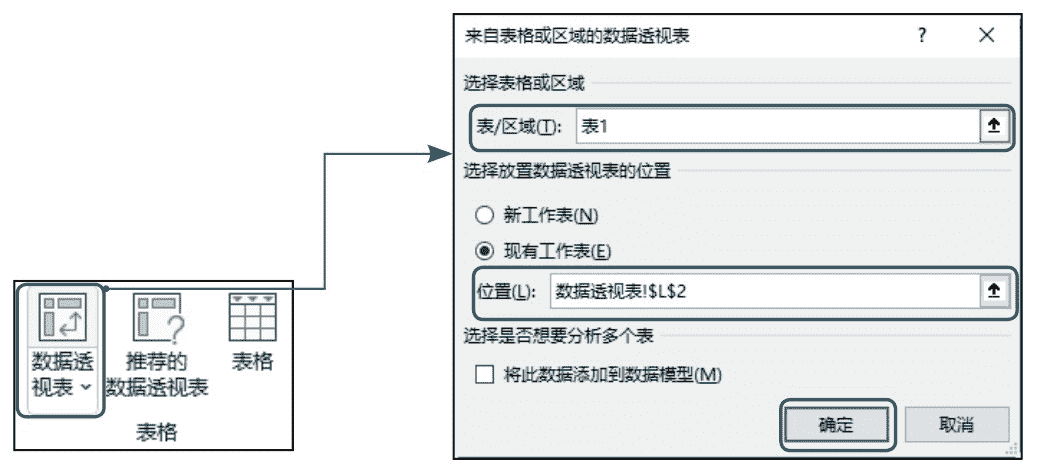 来自表格或区域的数据透视表 ?
选择表格或区域
表/区域(T): 表1
选择放置数据透视表的位置
新工作表(N)
现有工作表(E)
位置(L): 数据透视表!$L$2
选择是否想要分析多个表
将此数据添加到数据模型(M)
确定 取消
数据透
视表
推荐的
数据透视表
表格
表格